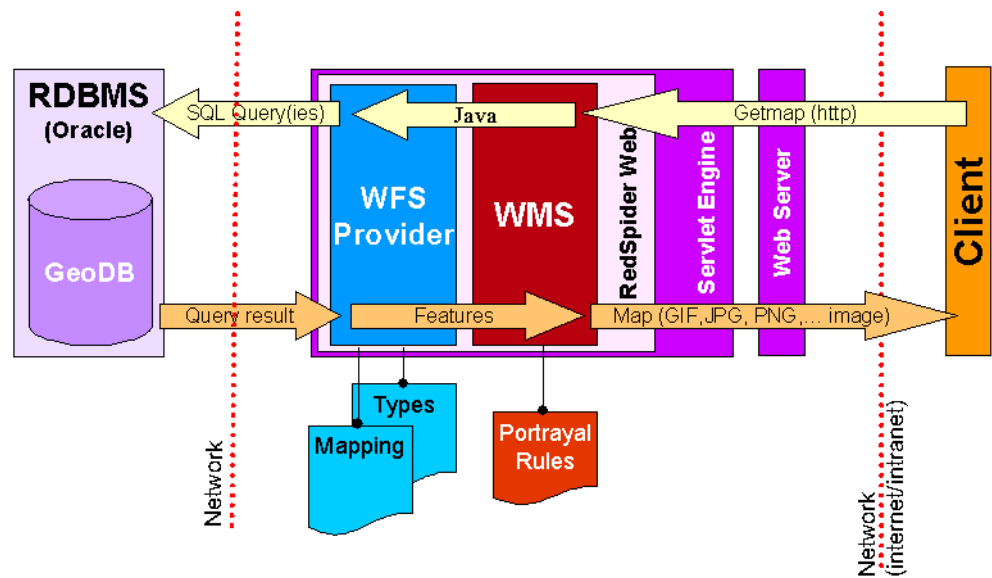 RDBMS
(Oracle)
SQL Query(ies)
Java
Getmap (http)
GeoDB
WFS
Provider
WMS
RedSpider Web
Servlet Engine
Web Server
Client
Query result
Features
Map (GIF,JPG, PNG,... image)
Types
Mapping
Portrayal
Rules
Network
Network
(internet/intranet)